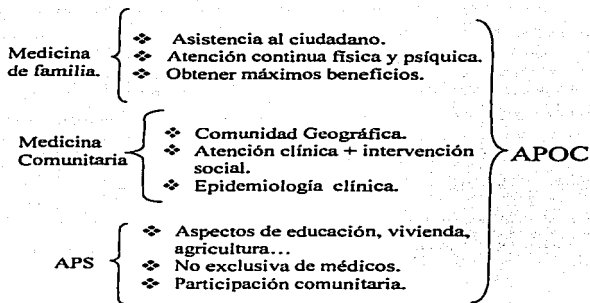 Medicina
de familia.
❖ Asistencia al ciudadano.
❖ Atención continua física y psíquica.
❖ Obtener máximos beneficios.
Medicina
Comunitaria
❖ Comunidad Geográfica.
❖ Atención clínica + intervención
social.
❖ Epidemiología clínica.
APS
❖ Aspectos de educación, vivienda,
agricultura...
❖ No exclusiva de médicos.
❖ Participación comunitaria.
APOC